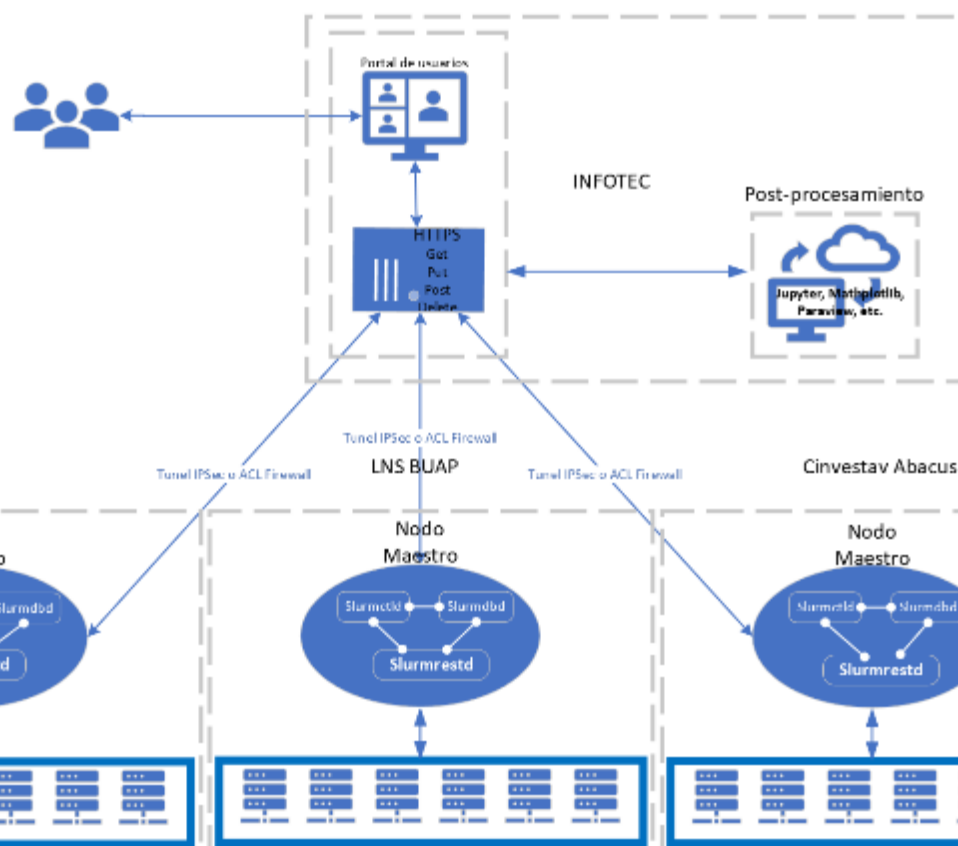 Portal de usuarios
INFOTEC
Post-procesamiento
HTTPS
Get
Put
Post
Delete
Jupyter, Mathplotlib,
Paraview, etc.
Tunel IPSec o ACL Firewall
LNS BUAP
Cinvestav Abacus
Tunel IPSec o ACL Firewall
Tunel IPSec o ACL Firewall
Nodo
Maestro
Nodo
Maestro
o
Slurmdbd
d
Slurmctld
Slurmdbd
Slurmrestd
Slurmctld
Slurmdbd
Slurmrestd